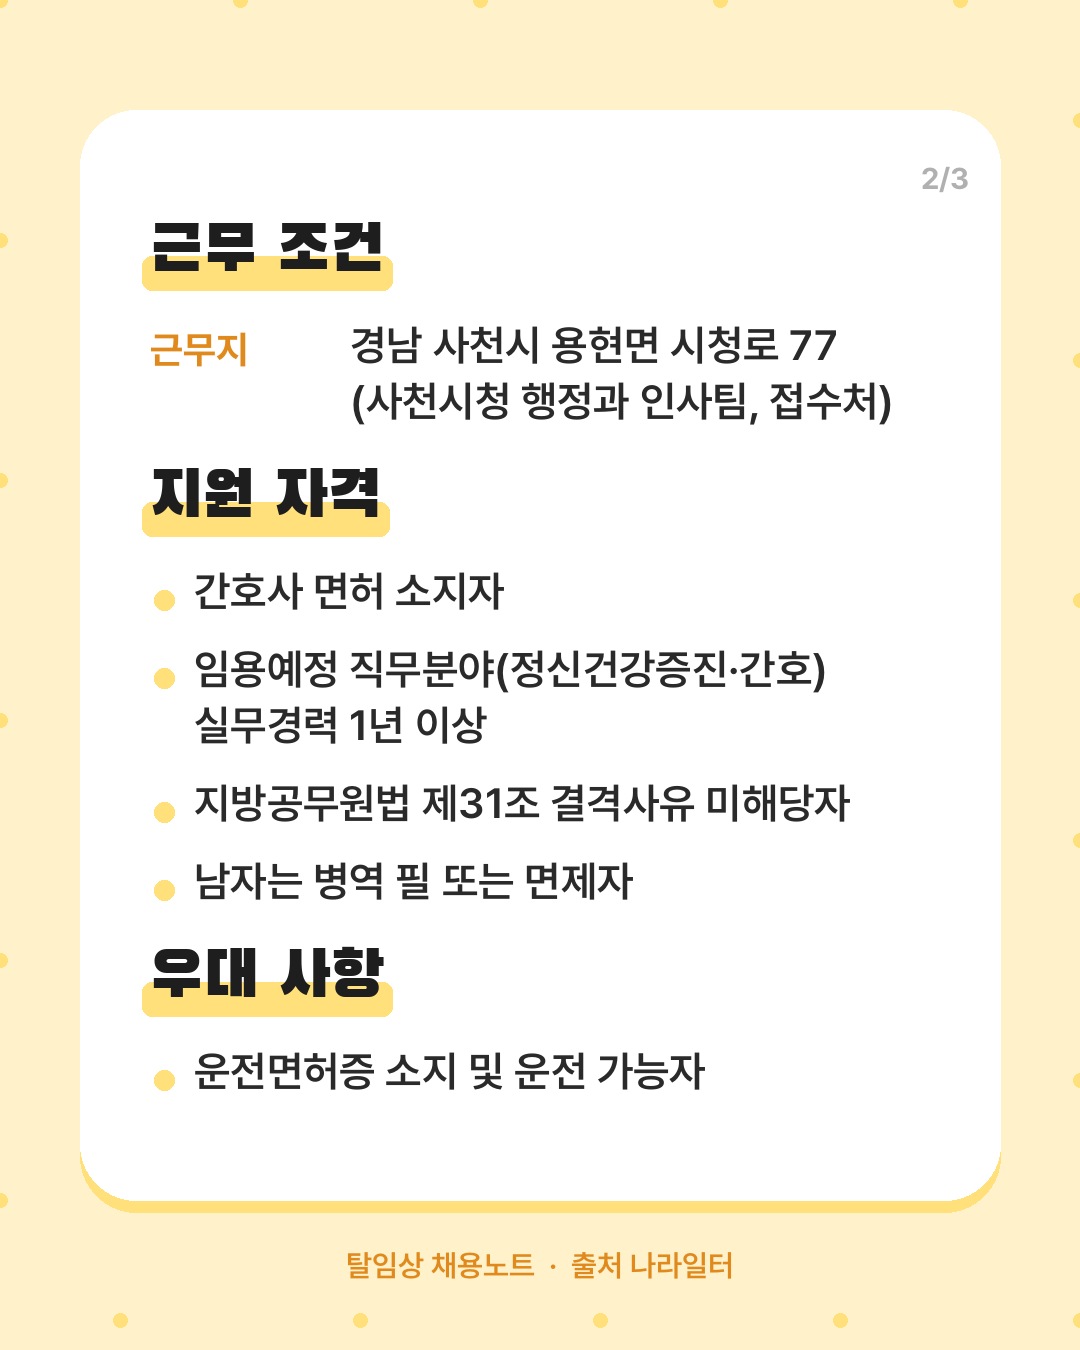 2/3
근무 조건
근무지 경남 사천시 용현면 시청로 77
(사천시청 행정과 인사팀, 접수처)
지원 자격
간호사 면허 소지자
임용예정 직무분야(정신건강증진·간호)
실무경력 1년 이상
지방공무원법 제31조 결격사유 미해당자
남자는 병역 필 또는 면제자
우대 사항
운전면허증 소지 및 운전 가능자
탈임상 채용노트 · 출처 나라일터